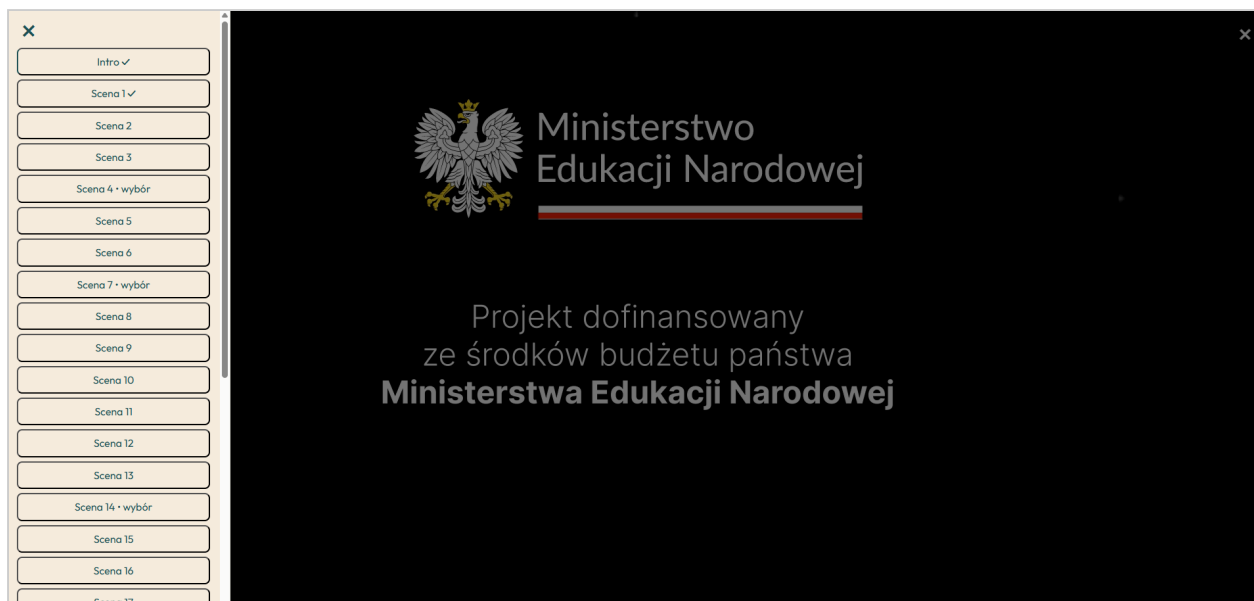 Intro ✓
Scena 1 ✓
Scena 2
Scena 3
Scena 4 • wybór
Scena 5
Scena 6
Scena 7 • wybór
Scena 8
Scena 9
Scena 10
Scena 11
Scena 12
Scena 13
Scena 14 • wybór
Scena 15
Scena 16
Scena 17
Ministerstwo
Edukacji Narodowej
Projekt dofinansowany
ze środków budżetu państwa
Ministerstwa Edukacji Narodowej